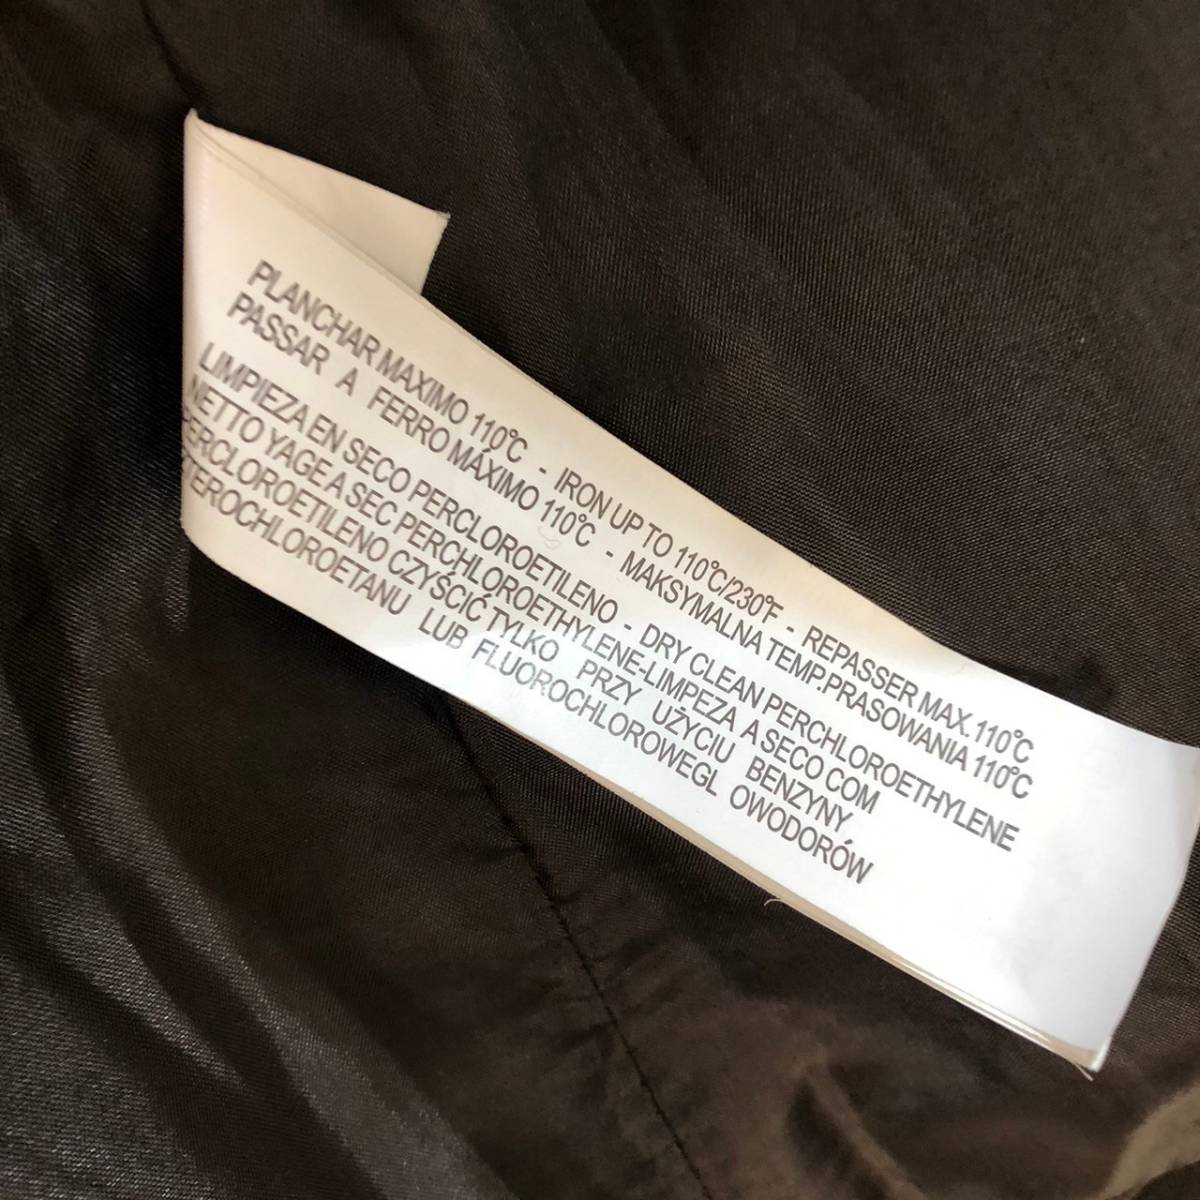 PLANCHAR MAXIMO 110°C - IRON UP TO 110°C/230°F - REPASSER MAX. 110°C
PASSAR A FERRO MÁXIMO 110°C - MAKSYMALNA TEMP.PRASOWANIA 110°C
LIMPIEZA EN SECO PERCLOROETILENO - DRY CLEAN PERCHLOROETHYLENE
NETTO YAGE A SEC PERCHLOROETHYLENE-LIMPEZA A SECO COM
PERCLOROETILENO CZYŚCIĆ TYLKO PRZY UŻYCIU BENZYNY
TEROCHLOROETANU LUB FLUOROCHLOROWEGL OWODORÓW